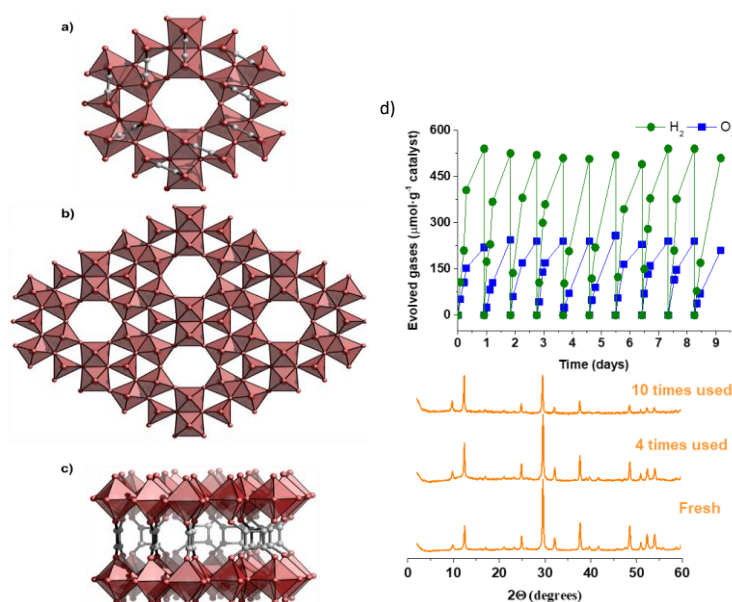 a)
b)
c)
d)
H2 O
600
450
300
150
0
Evolved gases (μmol·g-1 catalyst)
0 1 2 3 4 5 6 7 8 9
Time (days)
10 times used
4 times used
Fresh
0 10 20 30 40 50 60
2Θ (degrees)